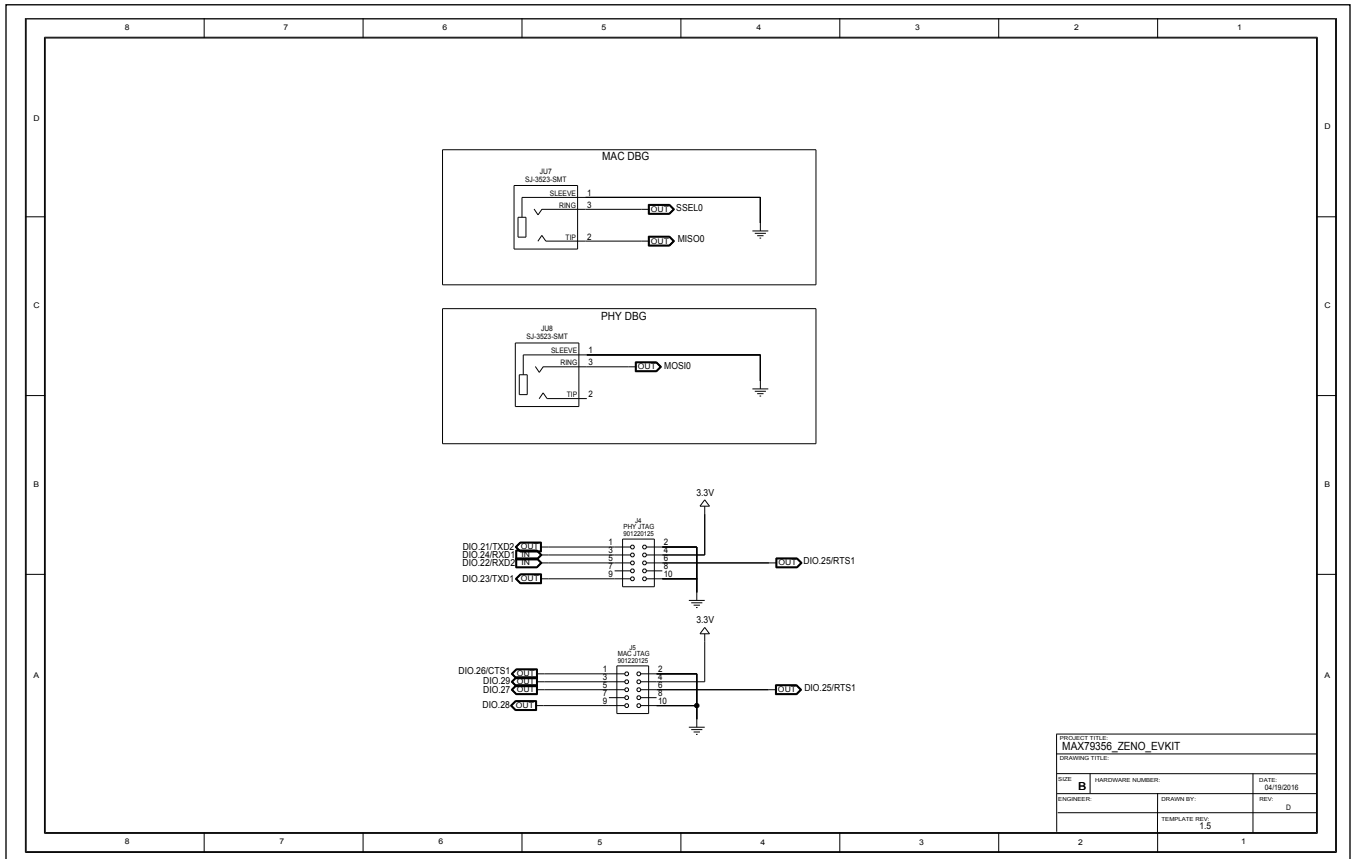 8 7 6 5 4 3 2 1
D
D
MAC DBG
JU7
SJ-3523-SMT
SLEEVE 1
RING 3 OUT SSEL0
TIP 2 OUT MISO0
C
C
PHY DBG
JU8
SJ-3523-SMT
SLEEVE 1
RING 3 OUT MOSI0
TIP 2
B
B
3.3V
J4
PHY JTAG
901220125
DIO.21/TXD2 OUT 1 2
DIO.24/RXD1 IN 3 4
DIO.22/RXD2 IN 5 6 OUT DIO.25/RTS1
7 8
DIO.23/TXD1 OUT 9 10
3.3V
J5
MAC JTAG
901220125
DIO.26/CTS1 OUT 1 2
DIO.29 OUT 3 4
DIO.27 OUT 5 6 OUT DIO.25/RTS1
7 8
DIO.28 OUT 9 10
A
A
PROJECT TITLE:
MAX79356_ZENO_EVKIT
DRAWING TITLE:
SIZE B HARDWARE NUMBER: DATE: 04/19/2016
ENGINEER: DRAWN BY: REV: D
TEMPLATE REV: 1.5
8 7 6 5 4 3 2 1